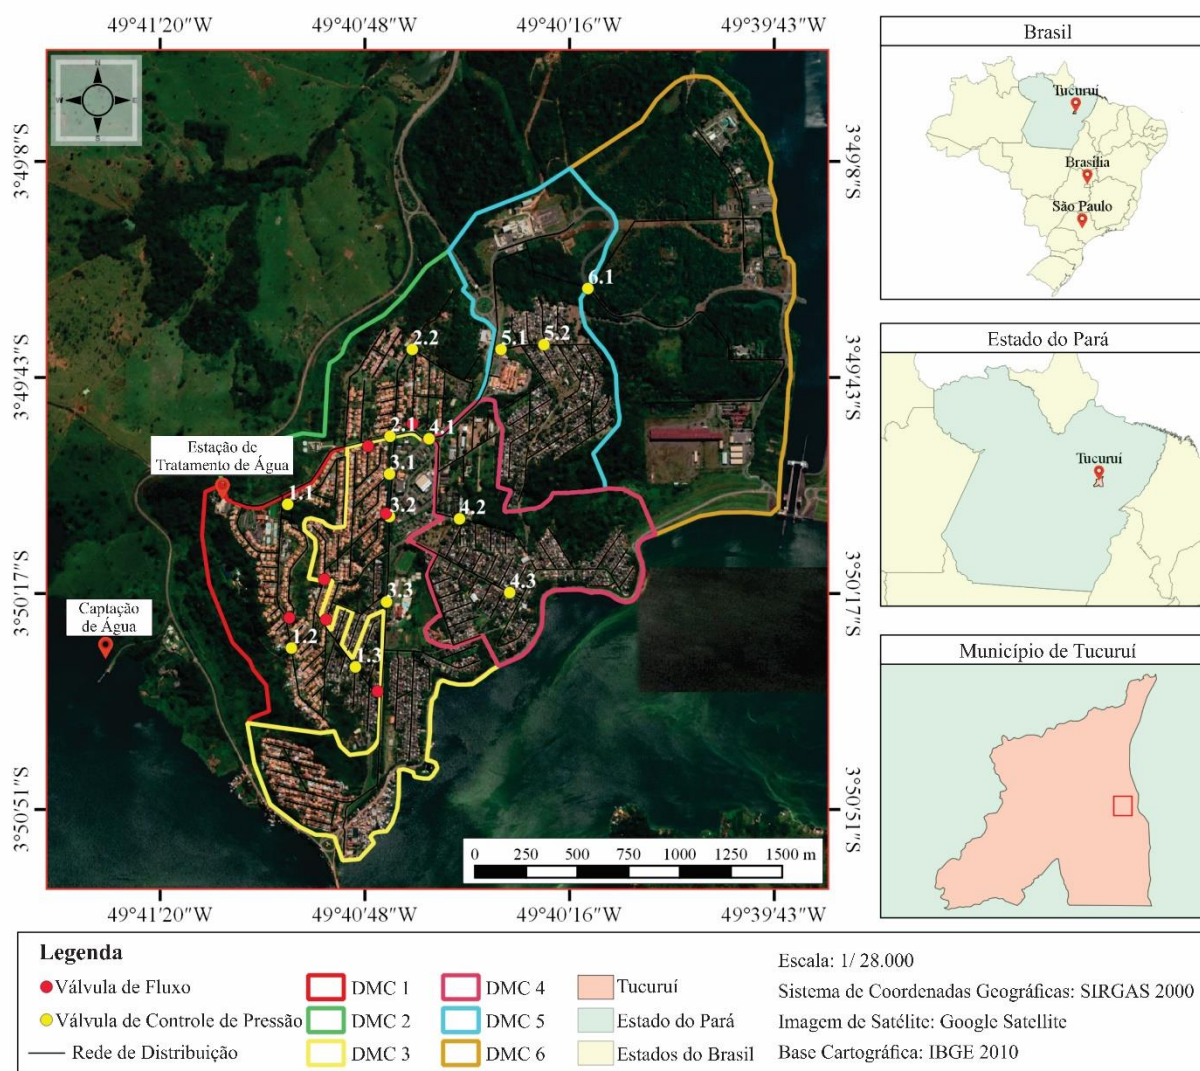 49°41'20"W
49°40'48"W
49°40'16"W
49°39'43"W
N
W
E
S
3°49'8"S
3°49'8"S
3°49'43"S
3°49'43"S
3°50'17"S
3°50'17"S
3°50'51"S
3°50'51"S
6.1
2.2
5.1
5.2
2.1
4.1
Estação de
Tratamento de Água
3.1
1.1
3.2
4.2
4.3
3.3
Captação
de Água
1.2
1.3
0 250 500 750 1000 1250 1500 m
49°41'20"W
49°40'48"W
49°40'16"W
49°39'43"W
Brasil
Tucuruí
Brasília
São Paulo
Estado do Pará
Tucuruí
Município de Tucuruí
Legenda
Válvula de Fluxo
Válvula de Controle de Pressão
Rede de Distribuição
DMC 1
DMC 2
DMC 3
DMC 4
DMC 5
DMC 6
Tucuruí
Estado do Pará
Estados do Brasil
Escala: 1/ 28.000
Sistema de Coordenadas Geográficas: SIRGAS 2000
Imagem de Satélite: Google Satellite
Base Cartográfica: IBGE 2010